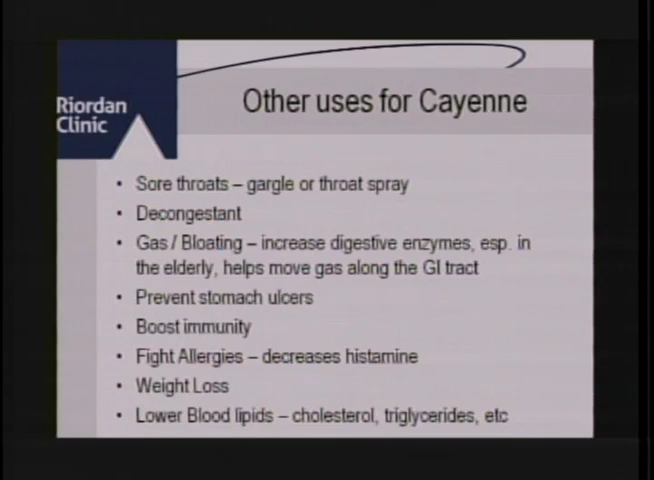 Riordan
Clinic
Other uses for Cayenne
• Sore throats – gargle or throat spray
• Decongestant
• Gas / Bloating – increase digestive enzymes, esp. in
the elderly, helps move gas along the GI tract
• Prevent stomach ulcers
• Boost immunity
• Fight Allergies – decreases histamine
• Weight Loss
• Lower Blood lipids – cholesterol, triglycerides, etc